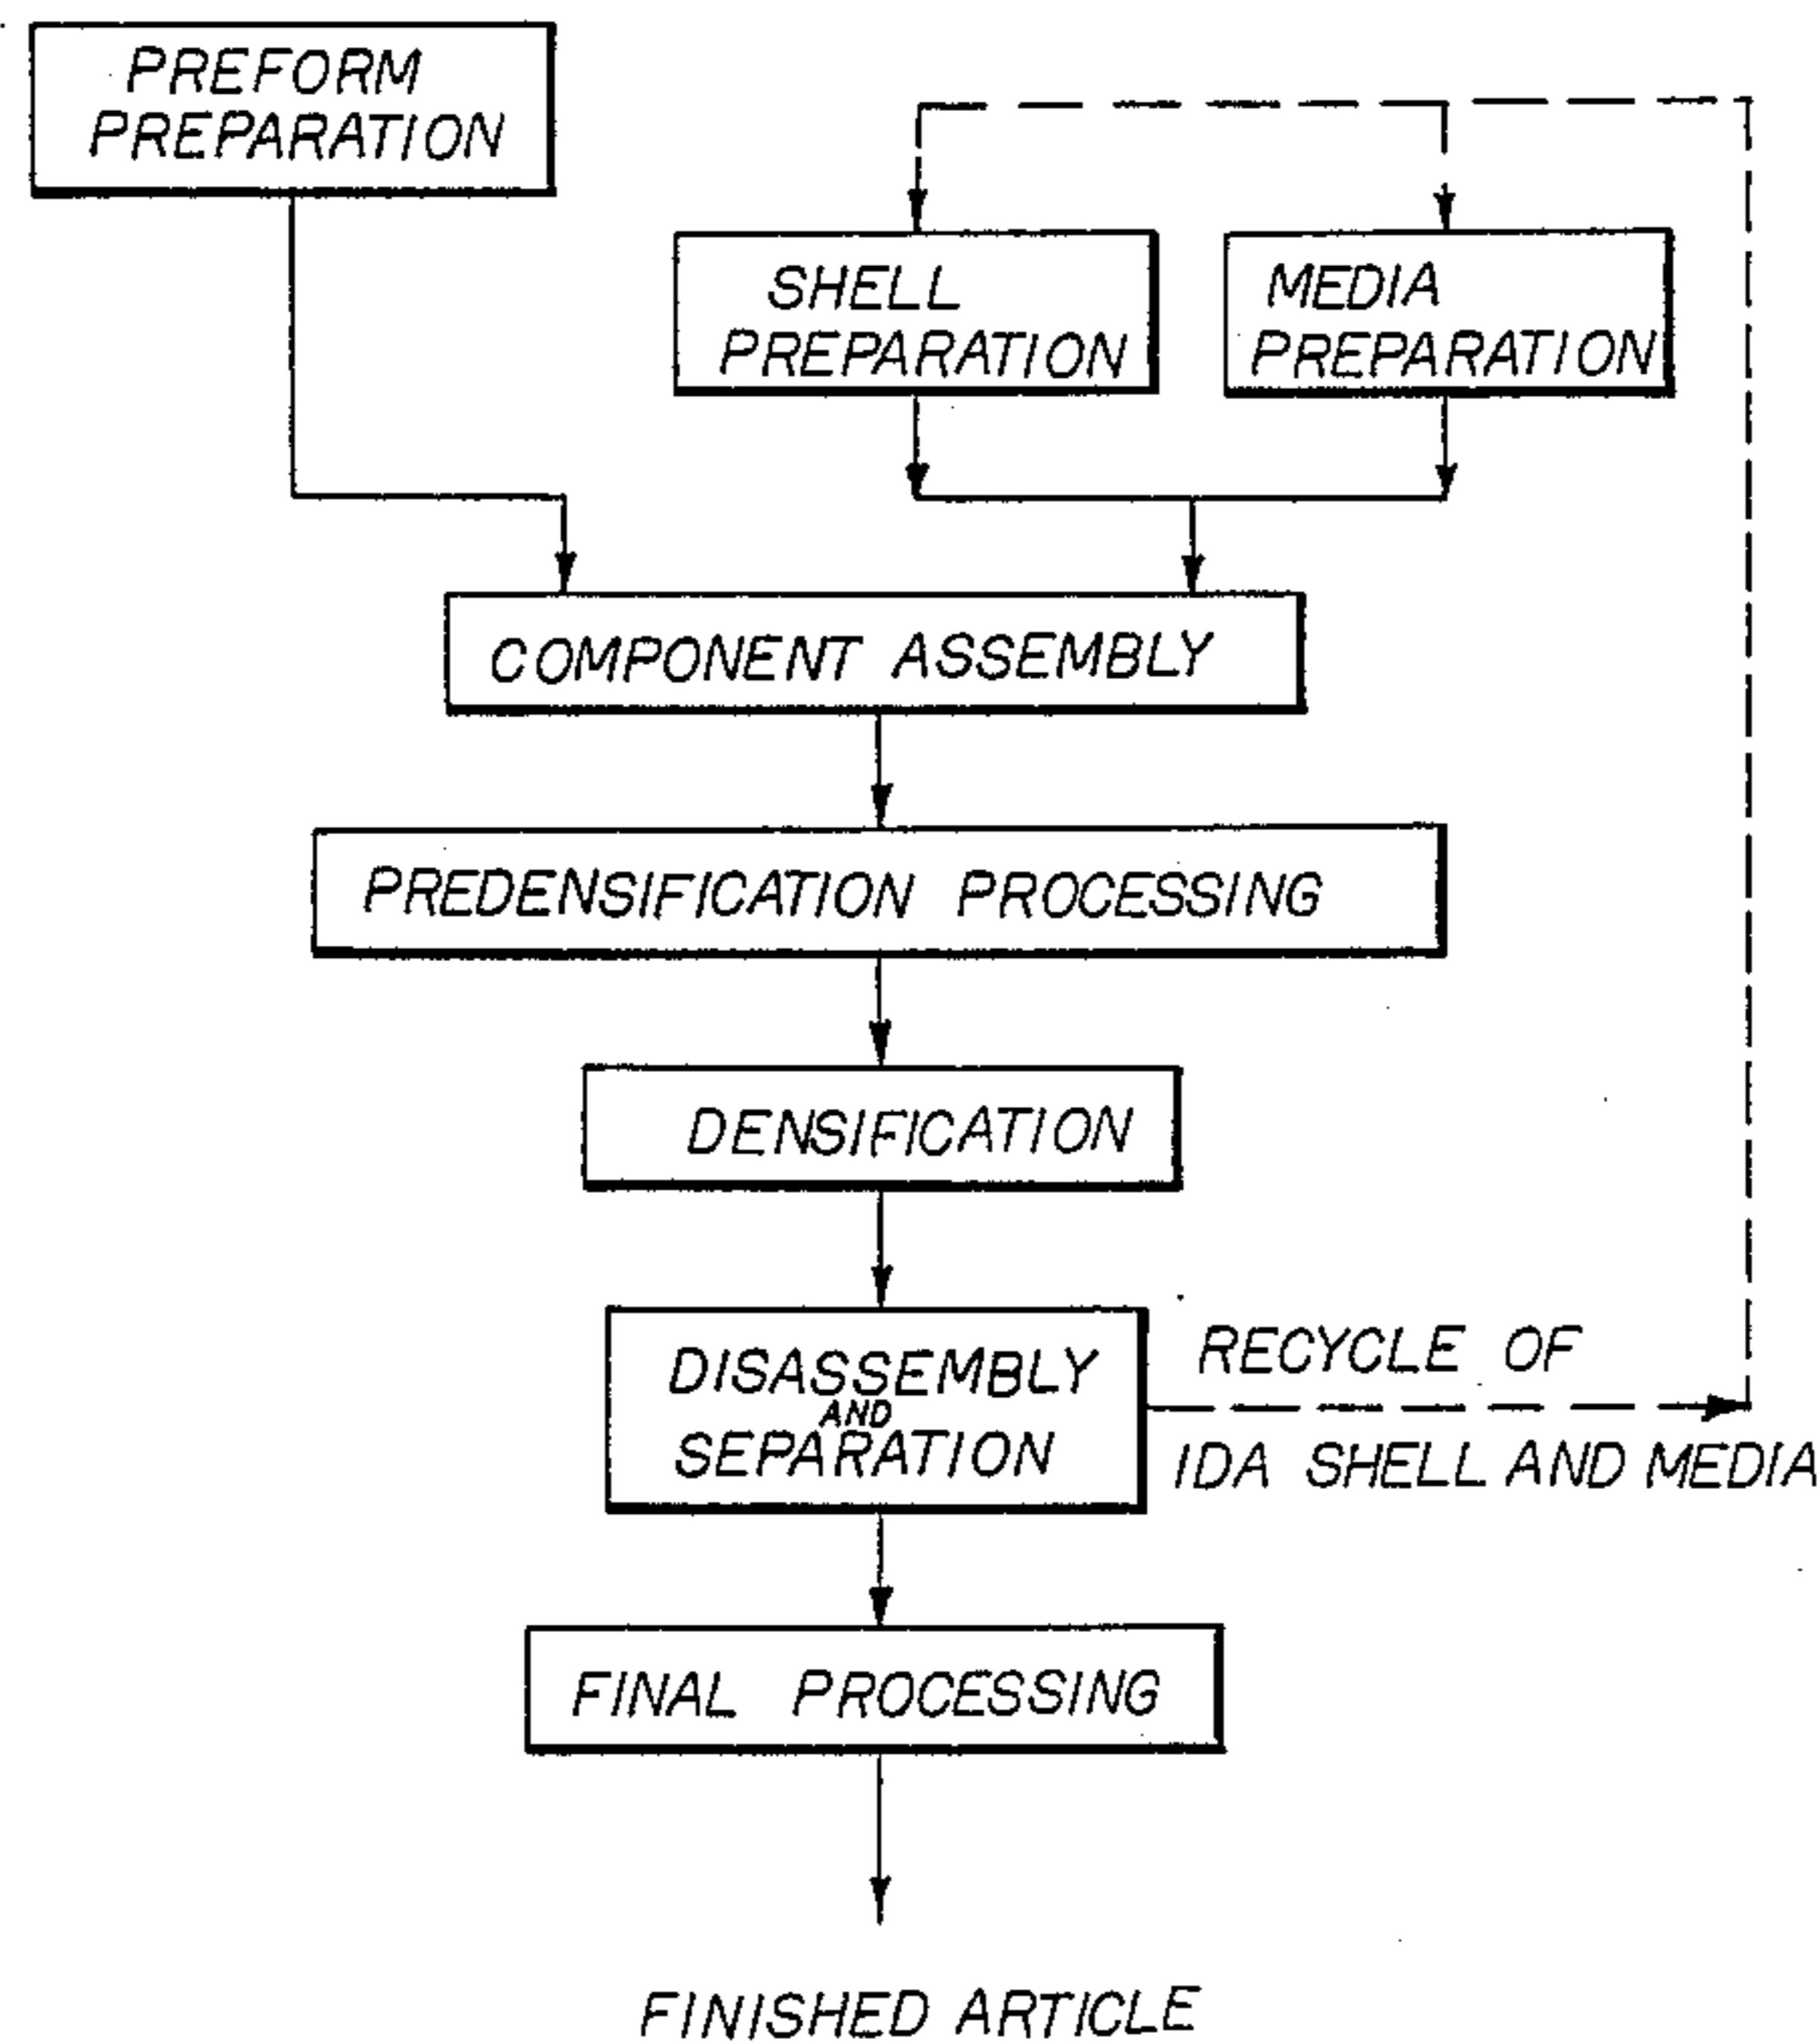 PREFORM
PREPARATION
SHELL
PREPARATION
MEDIA
PREPARATION
COMPONENT ASSEMBLY
PREDENSIFICATION PROCESSING
DENSIFICATION
DISASSEMBLY
AND
SEPARATION
RECYCLE OF
IDA SHELL AND MEDIA
FINAL PROCESSING
FINISHED ARTICLE